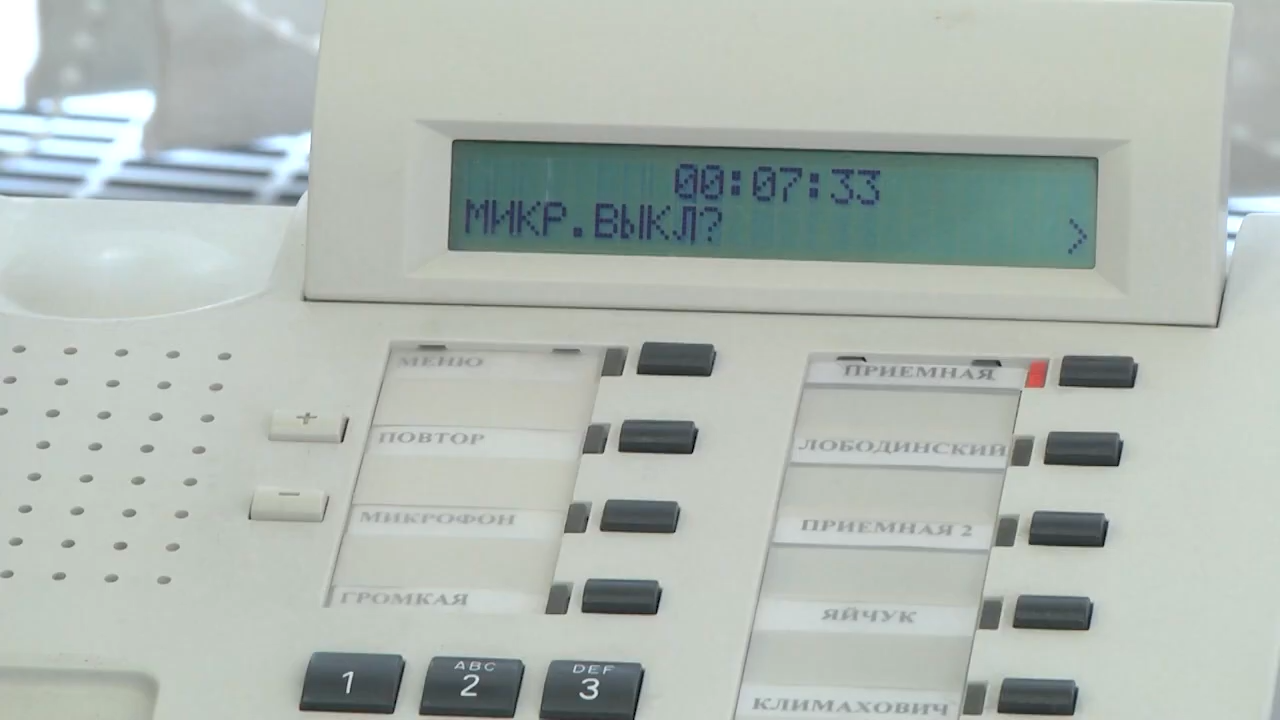 00:07:33
МИКР.ВЫКЛ?
>
МЕНЮ
ПОВТОР
МИКРОФОН
ГРОМКАЯ
ПРИЕМНАЯ
ЛОБОДИНСКИЙ
ПРИЕМНАЯ 2
ЯЙЧУК
КЛИМАХОВИЧ
+
−
1
ABC
2
DEF
3